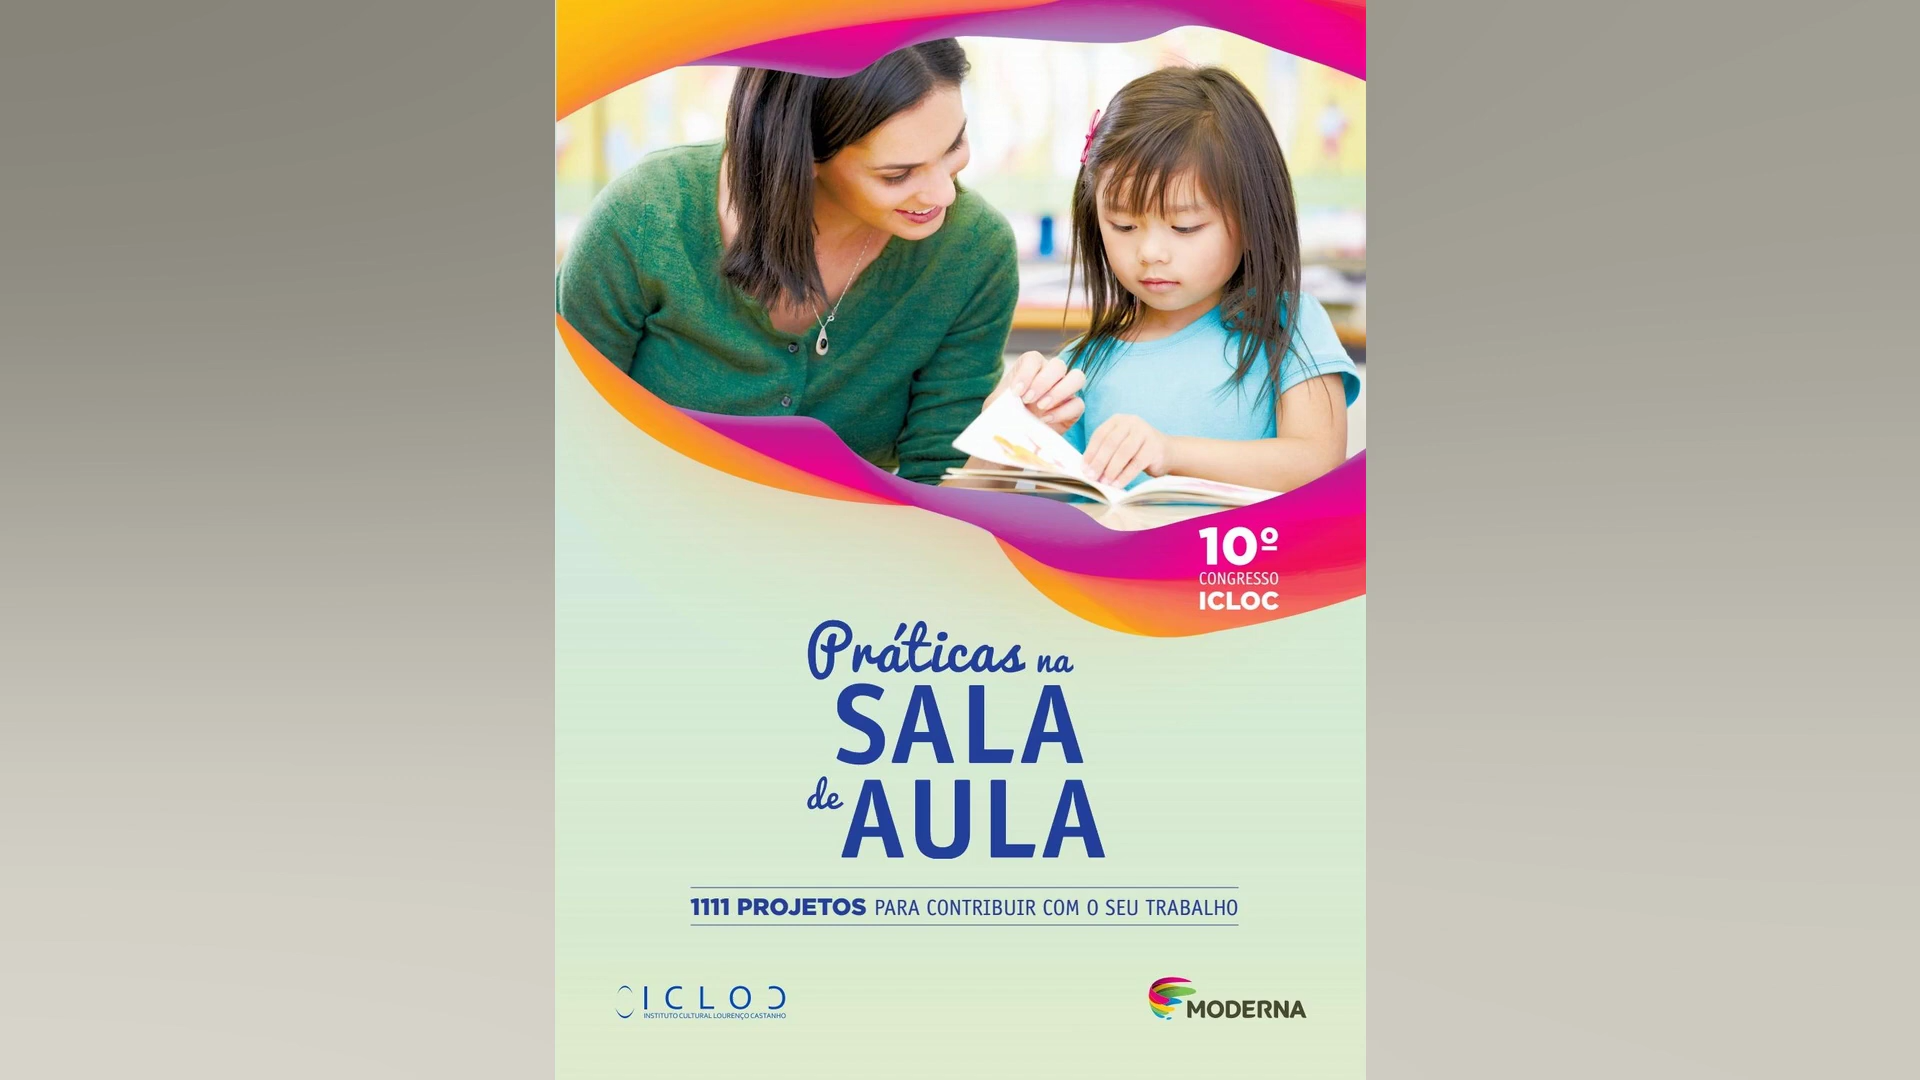 10º
CONGRESSO
ICLOC
Práticas na
SALA
de AULA
1111 PROJETOS PARA CONTRIBUIR COM O SEU TRABALHO
ICLOC
INSTITUTO CULTURAL LOURENÇO CASTANHO
MODERNA